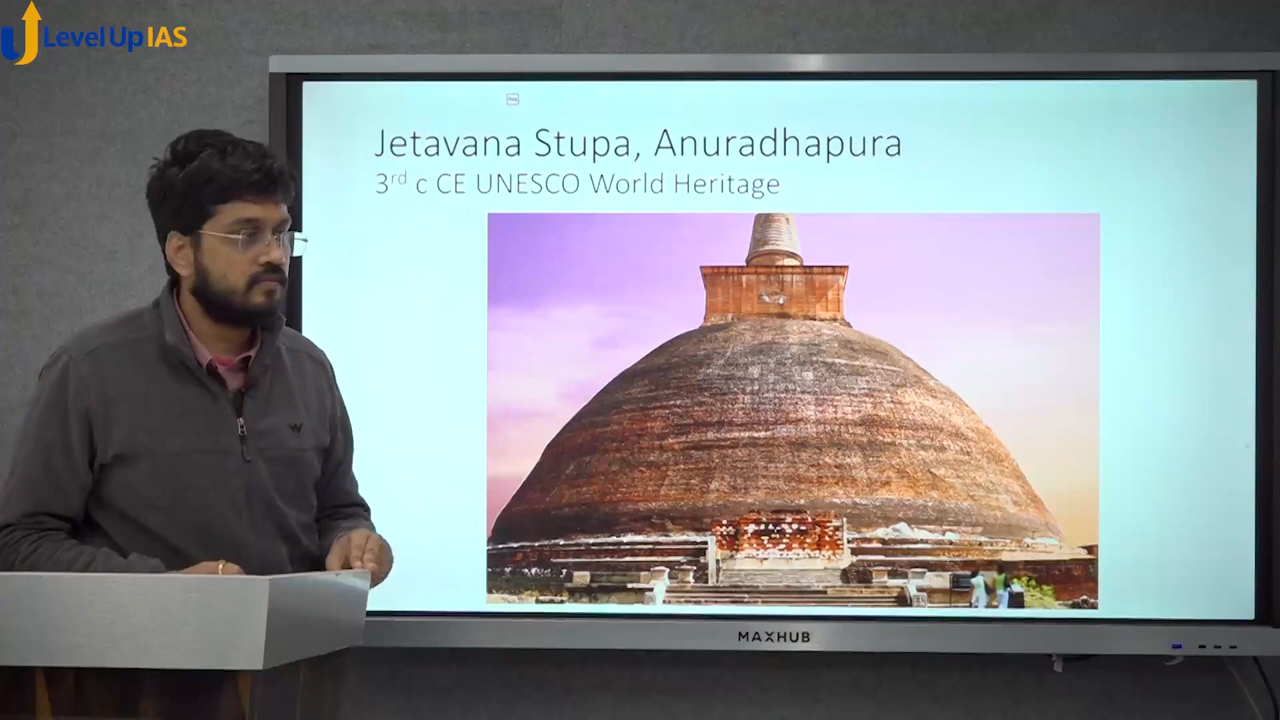 Level Up IAS
Jetavana Stupa, Anuradhapura
3rd c CE UNESCO World Heritage
MAXHUB